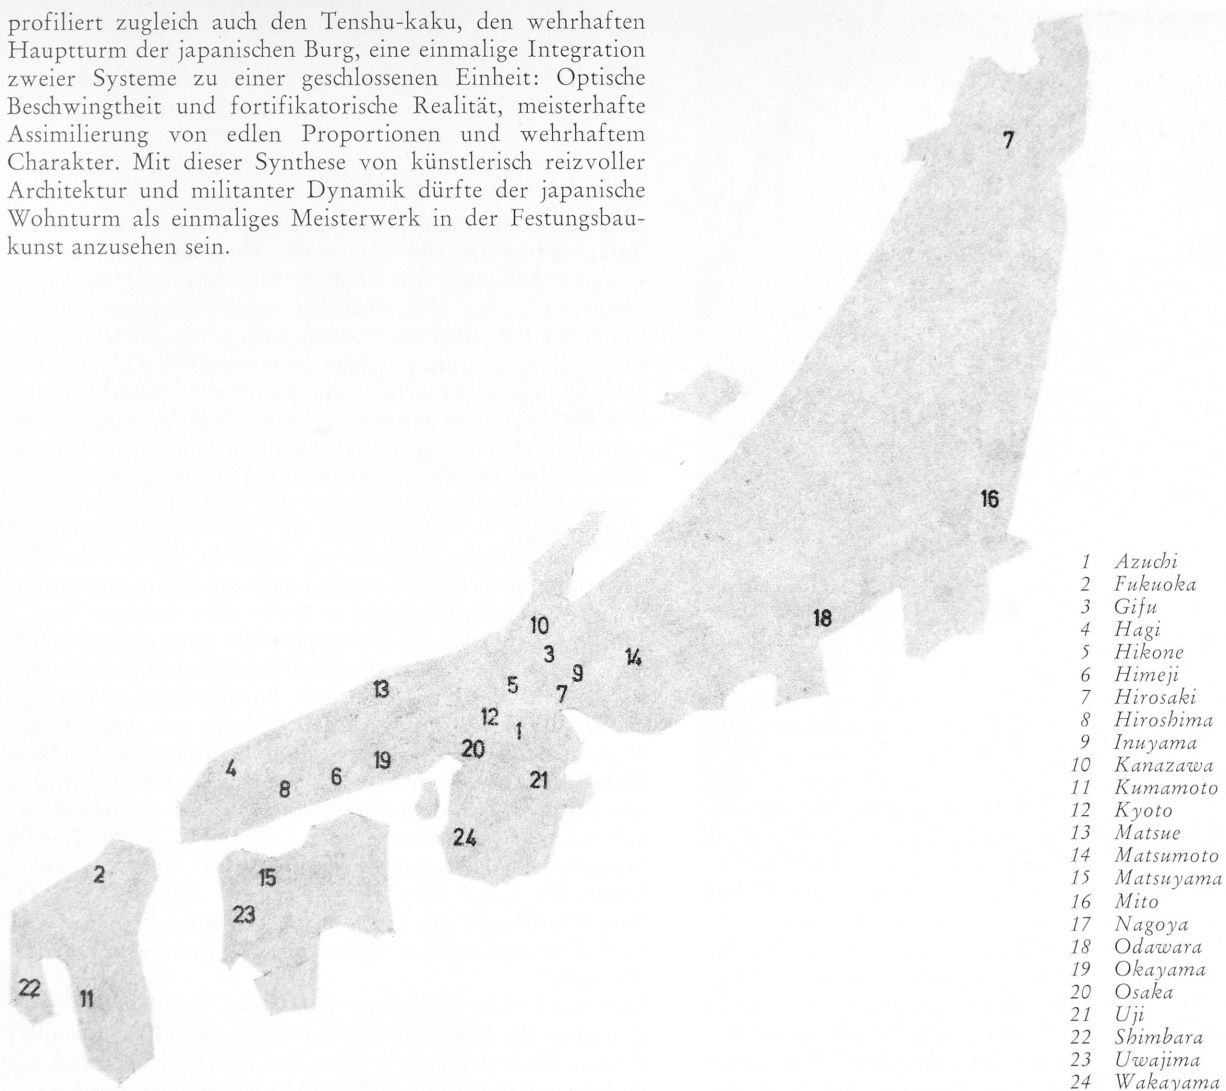 profiliert zugleich auch den Tenshu-kaku, den wehrhaften
Hauptturm der japanischen Burg, eine einmalige Integration
zweier Systeme zu einer geschlossenen Einheit: Optische
Beschwingtheit und fortifikatorische Realität, meisterhafte
Assimilierung von edlen Proportionen und wehrhaftem
Charakter. Mit dieser Synthese von künstlerisch reizvoller
Architektur und militanter Dynamik dürfte der japanische
Wohnturm als einmaliges Meisterwerk in der Festungsbau-
kunst anzusehen sein.
7
16
18
10
3
14
9
5
7
13
12
1
20
19
4
6
8
21
24
2
15
23
22
11
1 Azuchi
2 Fukuoka
3 Gifu
4 Hagi
5 Hikone
6 Himeji
7 Hirosaki
8 Hiroshima
9 Inuyama
10 Kanazawa
11 Kumamoto
12 Kyoto
13 Matsue
14 Matsumoto
15 Matsuyama
16 Mito
17 Nagoya
18 Odawara
19 Okayama
20 Osaka
21 Uji
22 Shimbara
23 Uwajima
24 Wakayama